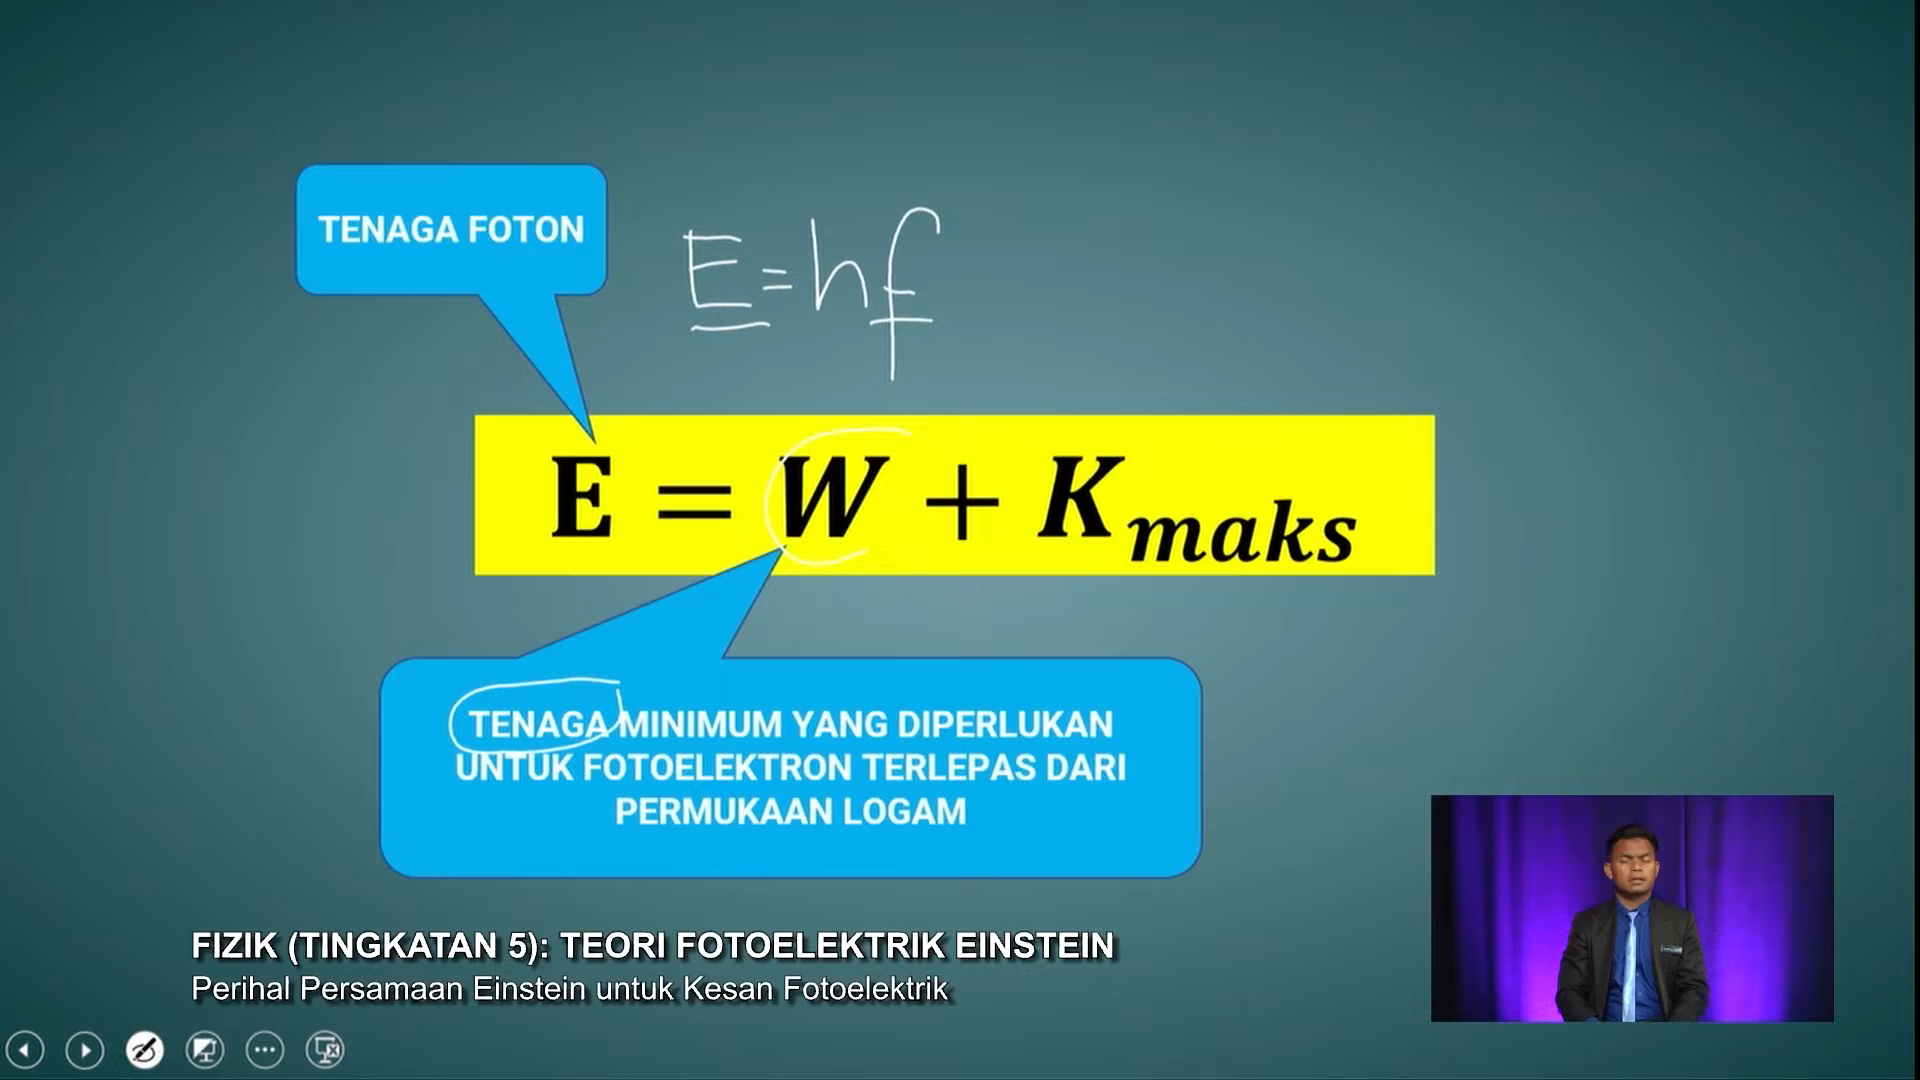 TENAGA FOTON
E = hf
E = W + Kmaks
TENAGA MINIMUM YANG DIPERLUKAN
UNTUK FOTOELEKTRON TERLEPAS DARI
PERMUKAAN LOGAM
FIZIK (TINGKATAN 5): TEORI FOTOELEKTRIK EINSTEIN
Perihal Persamaan Einstein untuk Kesan Fotoelektrik